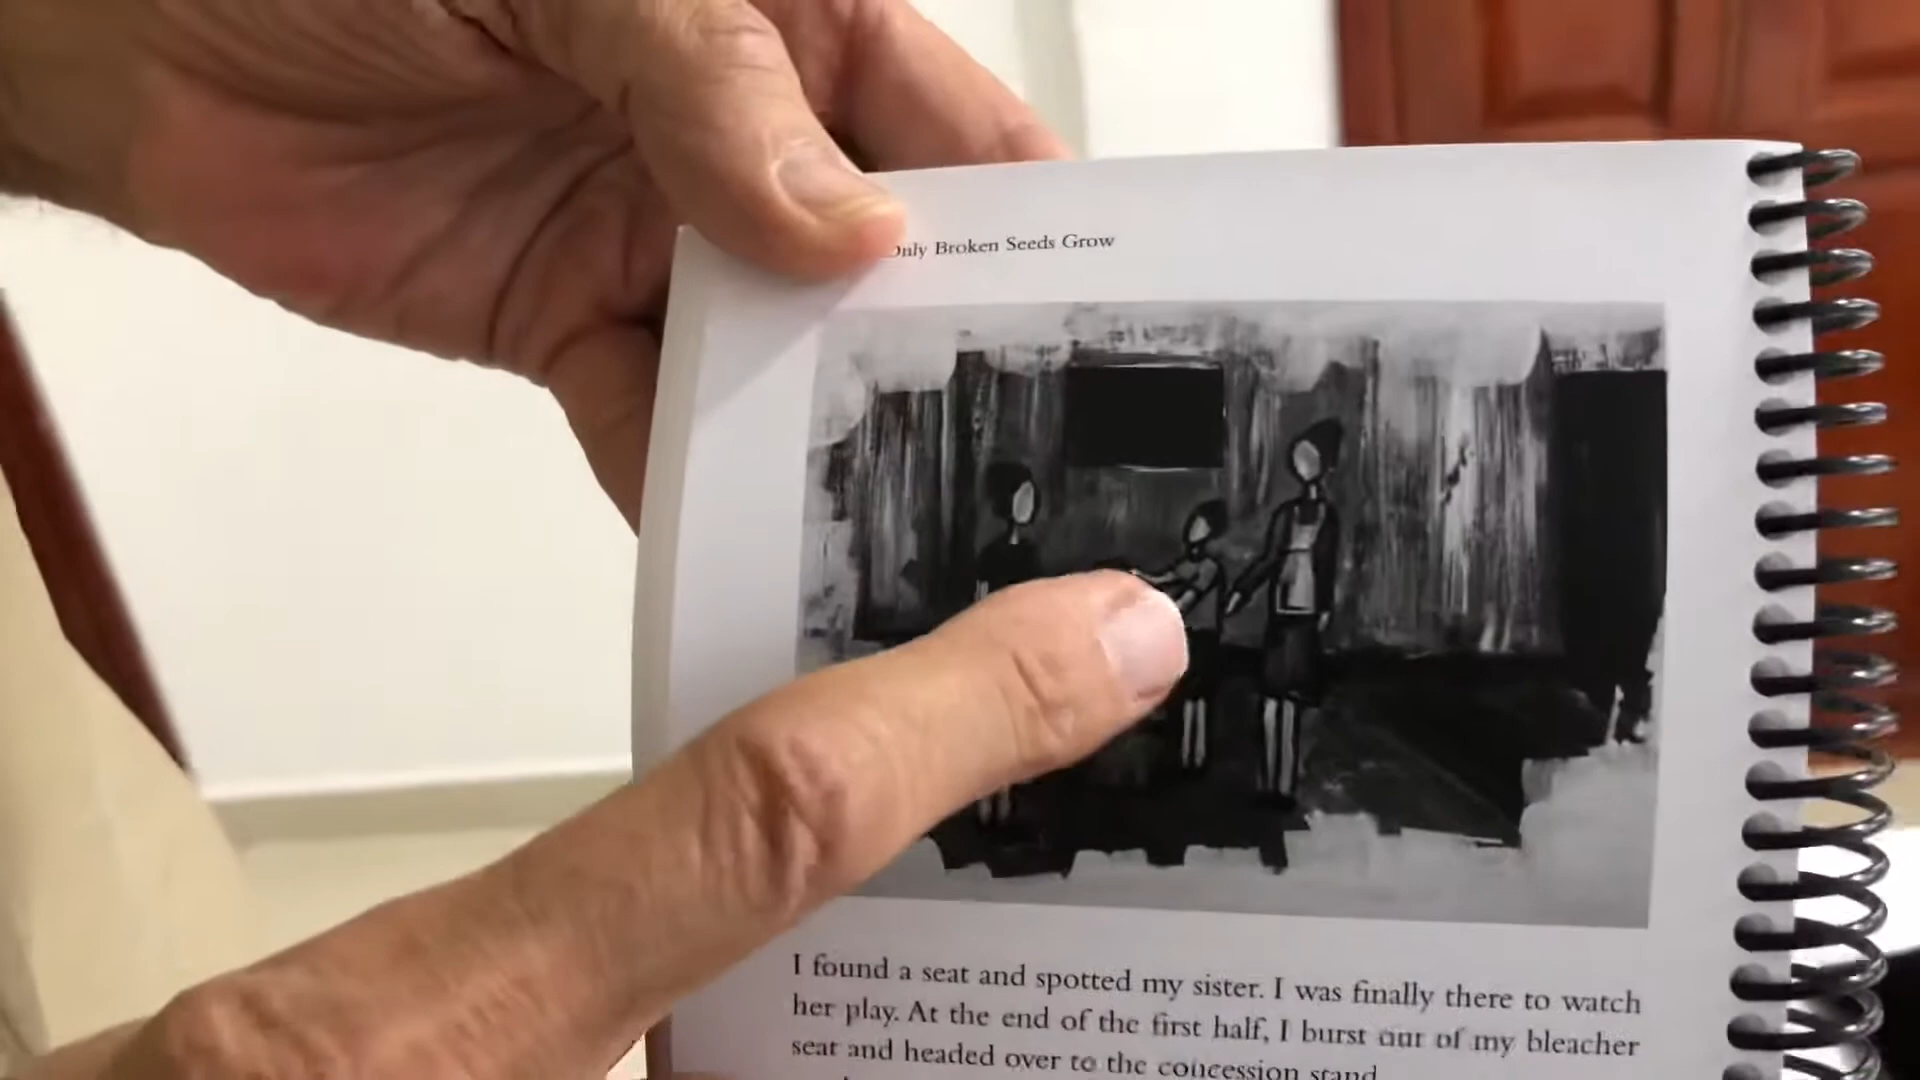 Only Broken Seeds Grow
I found a seat and spotted my sister. I was finally there to watch
her play. At the end of the first half, I burst out of my bleacher
seat and headed over to the concession stand